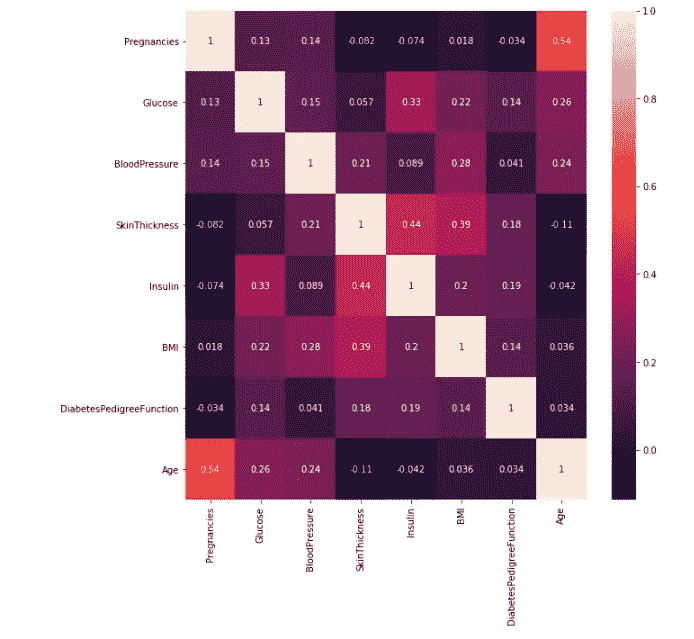 1.0
Pregnancies 1 0.13 0.14 -0.082 -0.074 0.018 -0.034 0.54
Glucose 0.13 1 0.15 0.057 0.33 0.22 0.14 0.26
0.8
BloodPressure 0.14 0.15 1 0.21 0.089 0.28 0.041 0.24
0.6
SkinThickness -0.082 0.057 0.21 1 0.44 0.39 0.18 -0.11
0.4
Insulin -0.074 0.33 0.089 0.44 1 0.2 0.19 -0.042
BMI 0.018 0.22 0.28 0.39 0.2 1 0.14 0.036
0.2
DiabetesPedigreeFunction -0.034 0.14 0.041 0.18 0.19 0.14 1 0.034
0.0
Age 0.54 0.26 0.24 -0.11 -0.042 0.036 0.034 1
Pregnancies
Glucose
BloodPressure
SkinThickness
Insulin
BMI
DiabetesPedigreeFunction
Age